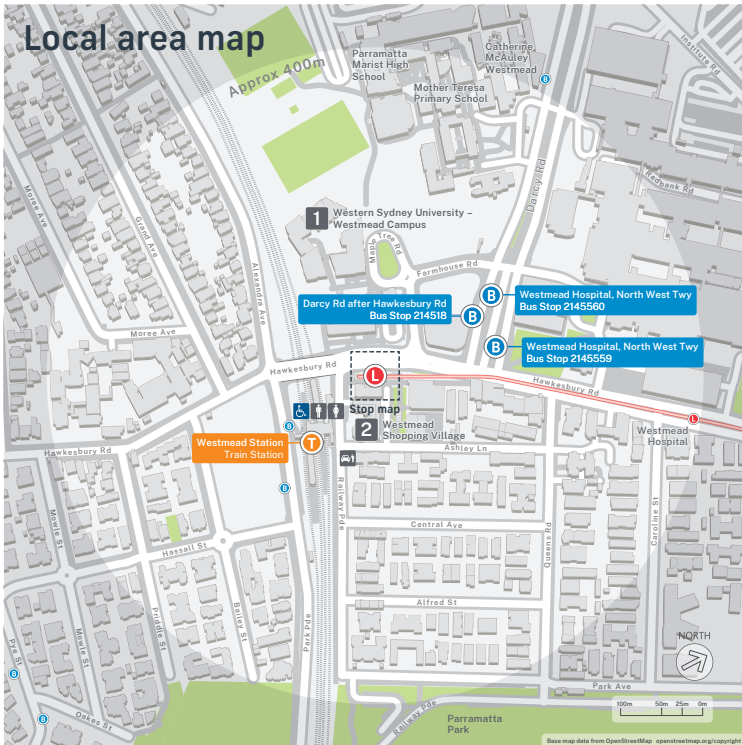 Local area map
Approx 400m
Parramatta
Marist High
School
Catherine
McAuley
Westmead
Mother Teresa
Primary School
Institute Rd
B
Darcy Rd
Redbank Rd
Moree Ave
Grand Ave
1
Western Sydney University –
Westmead Campus
Maple Tree Rd
Farmhouse Rd
Alexandra Ave
Darcy Rd after Hawkesbury Rd
Bus Stop 214518
B
B
Westmead Hospital, North West Twy
Bus Stop 2145560
Moree Ave
B
Westmead Hospital, North West Twy
Bus Stop 2145559
Hawkesbury Rd
L
Hawkesbury Rd
Stop map
L
B
2
Westmead
Shopping Village
Westmead
Hospital
Westmead Station
Train Station
T
Hawkesbury Rd
Ashley Ln
B
Railway Pde
Mowle St
Central Ave
Queens Rd
Caroline St
Hassall St
Alfred St
Pye St
Mowle St
Priddle St
Bailey St
Park Pde
NORTH
B
Park Ave
100m 50m 25m 0m
Oakes St
B
Railway Pde
Parramatta
Park
Base map data from OpenStreetMap openstreetmap.org/copyright